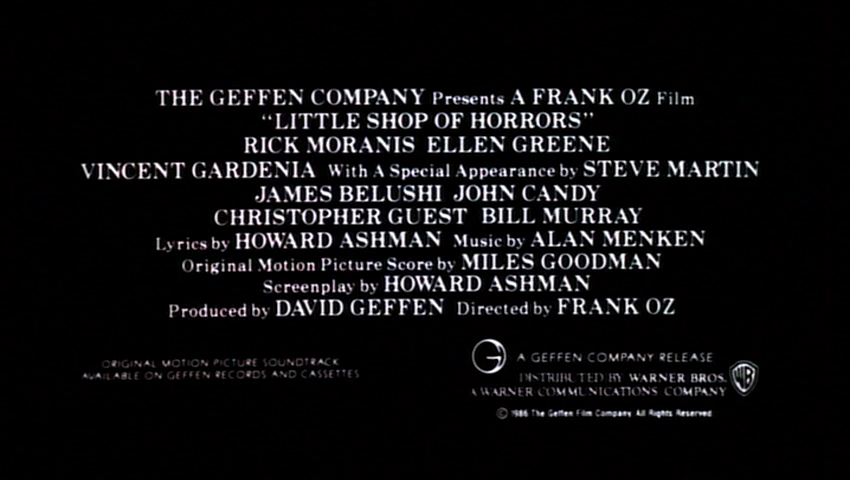 THE GEFFEN COMPANY Presents A FRANK OZ Film
"LITTLE SHOP OF HORRORS"
RICK MORANIS ELLEN GREENE
VINCENT GARDENIA With A Special Appearance by STEVE MARTIN
JAMES BELUSHI JOHN CANDY
CHRISTOPHER GUEST BILL MURRAY
Lyrics by HOWARD ASHMAN Music by ALAN MENKEN
Original Motion Picture Score by MILES GOODMAN
Screenplay by HOWARD ASHMAN
Produced by DAVID GEFFEN Directed by FRANK OZ
ORIGINAL MOTION PICTURE SOUNDTRACK
AVAILABLE ON GEFFEN RECORDS AND CASSETTES
A GEFFEN COMPANY RELEASE
DISTRIBUTED BY WARNER BROS.
A WARNER COMMUNICATIONS COMPANY
WB
© 1986 The Geffen Film Company All Rights Reserved